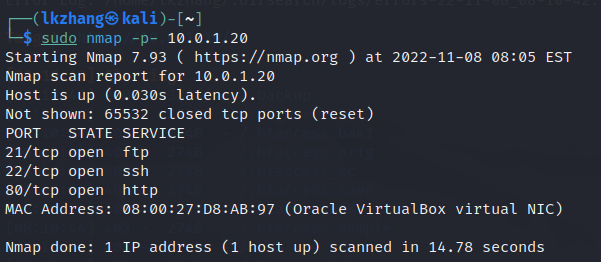 ┌──(lkzhang㉿kali)-[~]
└─$ sudo nmap -p- 10.0.1.20
Starting Nmap 7.93 ( https://nmap.org ) at 2022-11-08 08:05 EST
Nmap scan report for 10.0.1.20
Host is up (0.030s latency).
Not shown: 65532 closed tcp ports (reset)
PORT   STATE SERVICE
21/tcp open  ftp
22/tcp open  ssh
80/tcp open  http
MAC Address: 08:00:27:D8:AB:97 (Oracle VirtualBox virtual NIC)
Nmap done: 1 IP address (1 host up) scanned in 14.78 seconds